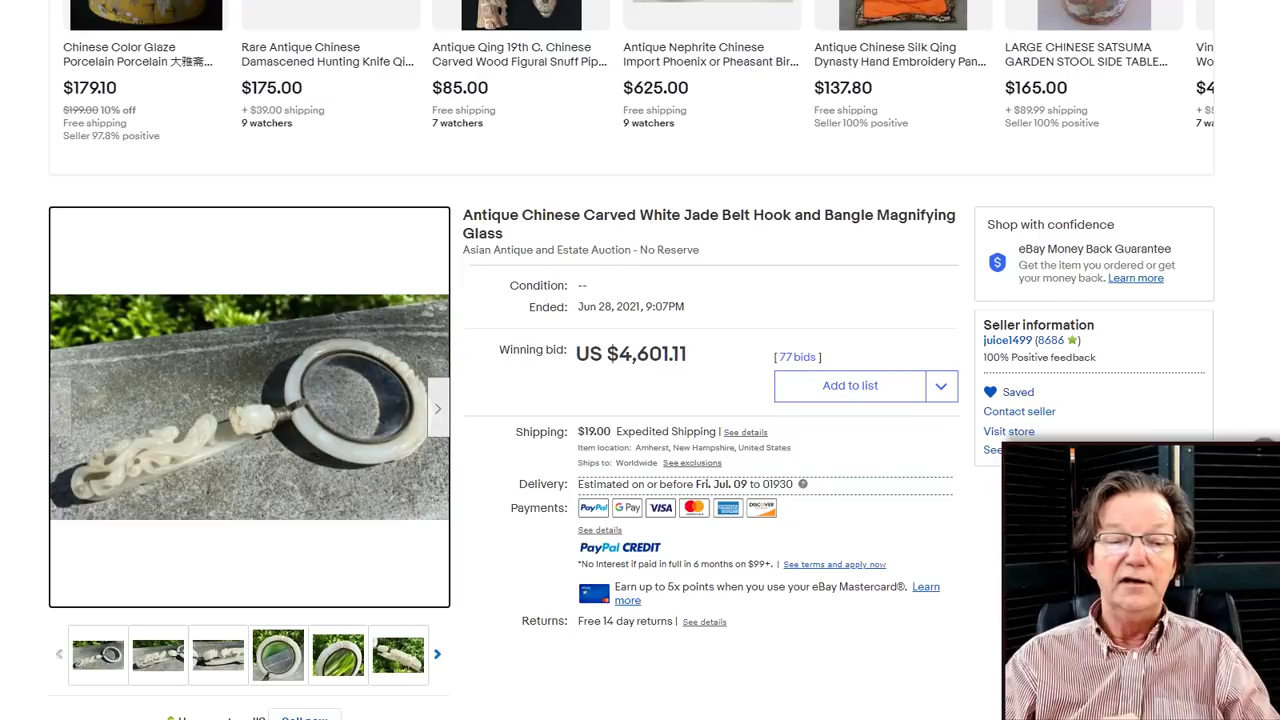 Chinese Color Glaze
Porcelain Porcelain 大雅斋...
$179.10
$199.00 10% off
Free shipping
Seller 97.8% positive
Rare Antique Chinese
Damascened Hunting Knife Qi...
$175.00
+ $39.00 shipping
9 watchers
Antique Qing 19th C. Chinese
Carved Wood Figural Snuff Pip...
$85.00
Free shipping
7 watchers
Antique Nephrite Chinese
Import Phoenix or Pheasant Bir...
$625.00
Free shipping
9 watchers
Antique Chinese Silk Qing
Dynasty Hand Embroidery Pan...
$137.80
Free shipping
Seller 100% positive
LARGE CHINESE SATSUMA
GARDEN STOOL SIDE TABLE...
$165.00
+ $89.99 shipping
Seller 100% positive
Antique Chinese Carved White Jade Belt Hook and Bangle Magnifying
Glass
Asian Antique and Estate Auction - No Reserve
Condition: --
Ended: Jun 28, 2021, 9:07PM
Winning bid: US $4,601.11 [ 77 bids ]
Add to list
Shipping: $19.00 Expedited Shipping | See details
Item location: Amherst, New Hampshire, United States
Ships to: Worldwide See exclusions
Delivery: Estimated on or before Fri. Jul. 09 to 01930
Payments: PayPal G Pay VISA DISCOVER
See details
PayPal CREDIT
*No Interest if paid in full in 6 months on $99+. | See terms and apply now
Earn up to 5x points when you use your eBay Mastercard®. Learn
more
Returns: Free 14 day returns | See details
Shop with confidence
eBay Money Back Guarantee
Get the item you ordered or get
your money back. Learn more
Seller information
juice1499 (8686)
100% Positive feedback
Saved
Contact seller
Visit store